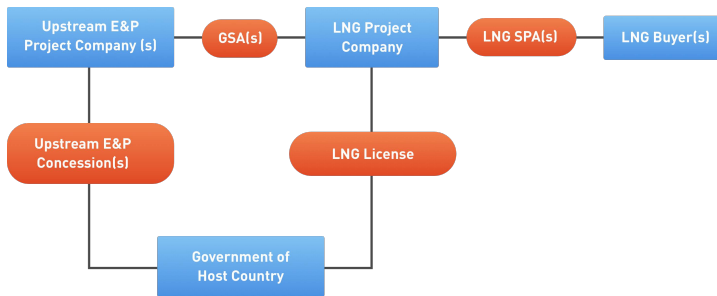 Upstream E&P
Project Company (s)
GSA(s)
LNG Project
Company
LNG SPA(s)
LNG Buyer(s)
Upstream E&P
Concession(s)
LNG License
Government of
Host Country